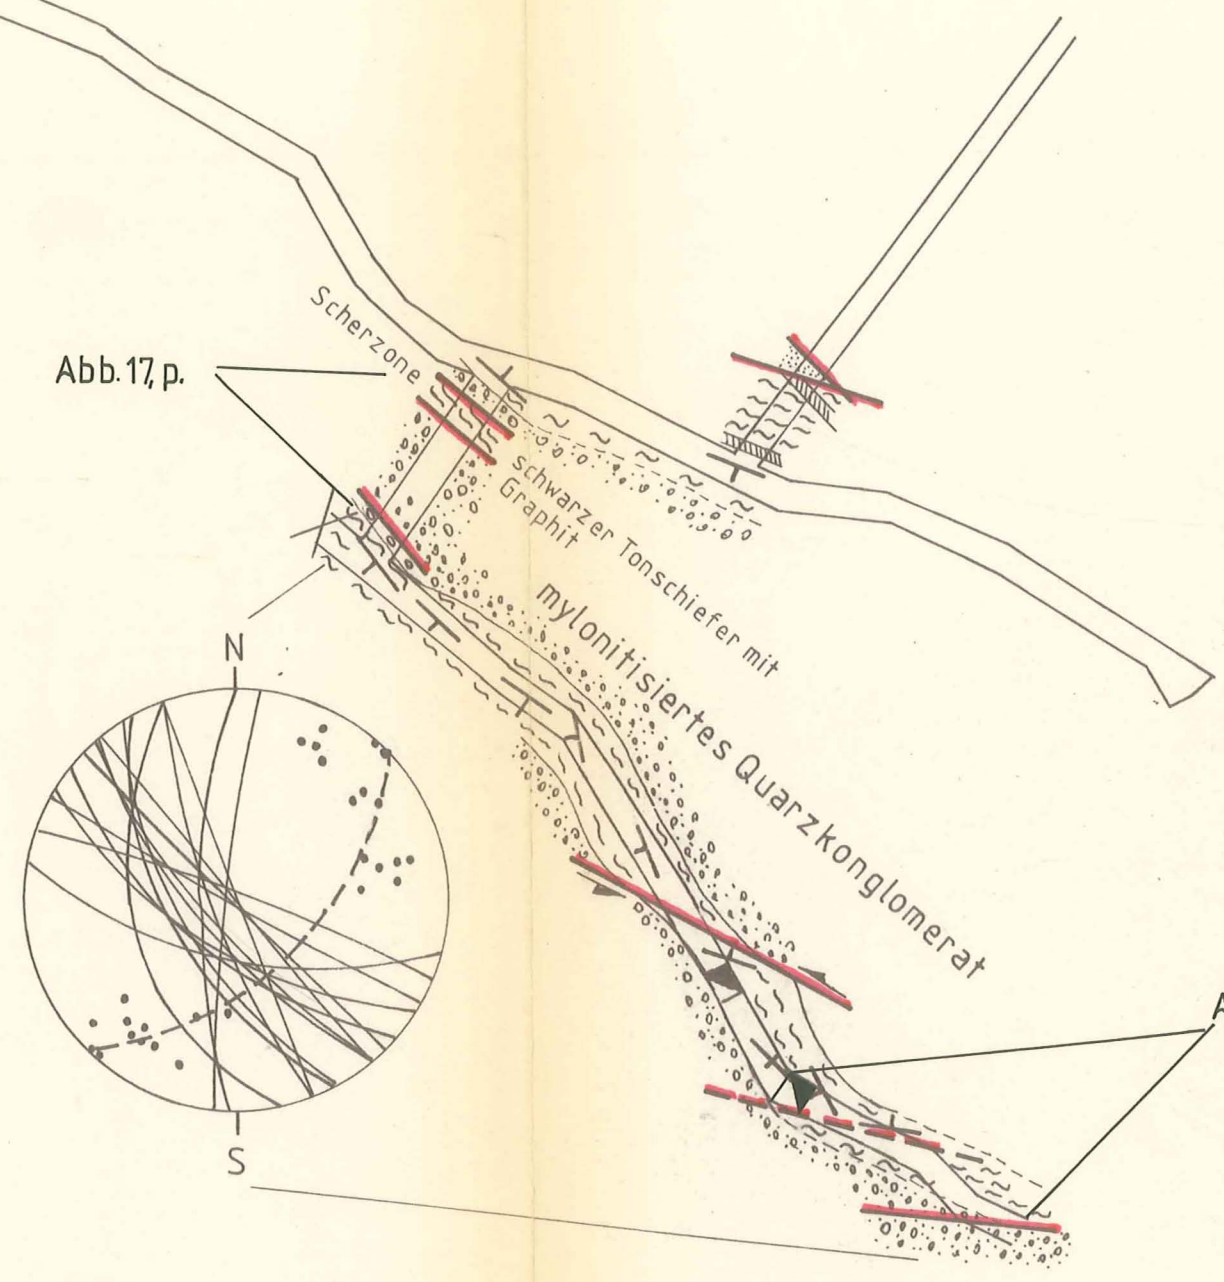 Scherzone
Abb.17, p.
schwarzer Tonschiefer mit
Graphit
mylonitisiertes Quarzkonglomerat
N
S
A